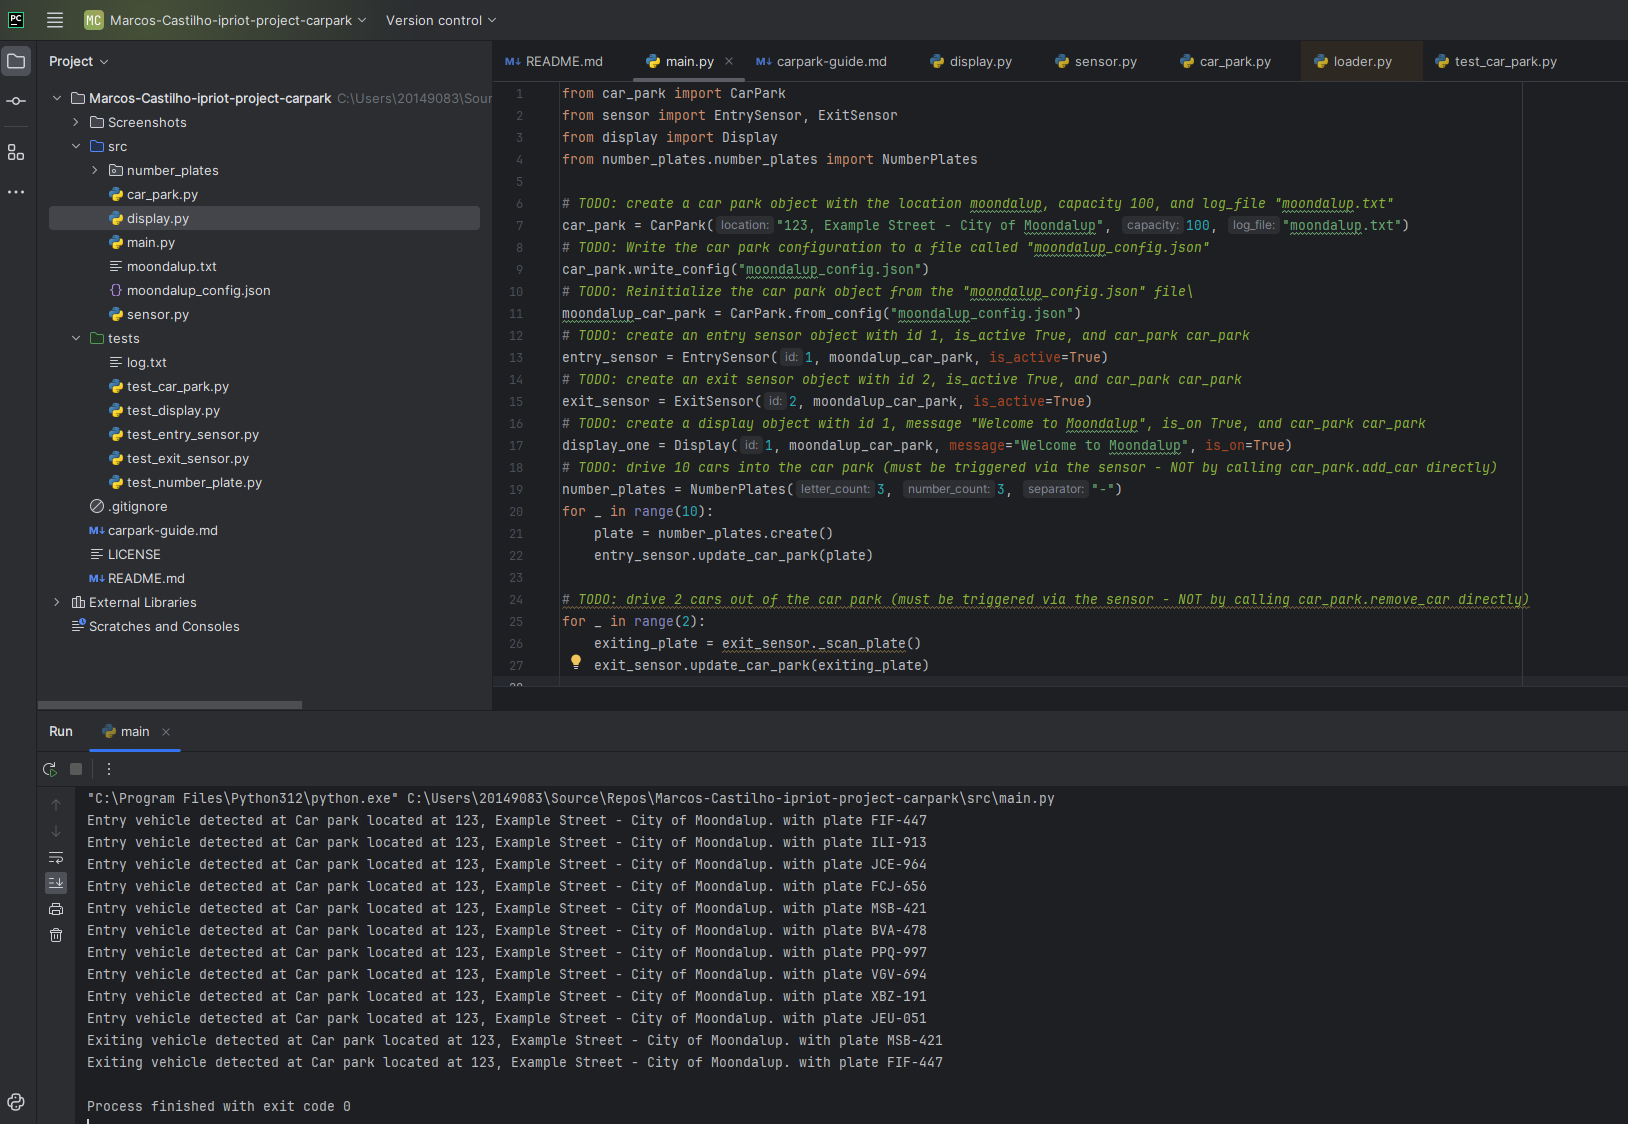 PC
MC Marcos-Castilho-ipriot-project-carpark Version control
Project
Marcos-Castilho-ipriot-project-carpark C:\Users\20149083\Sour
Screenshots
src
number_plates
car_park.py
display.py
main.py
moondalup.txt
moondalup_config.json
sensor.py
tests
log.txt
test_car_park.py
test_display.py
test_entry_sensor.py
test_exit_sensor.py
test_number_plate.py
.gitignore
M↓ carpark-guide.md
LICENSE
M↓ README.md
External Libraries
Scratches and Consoles
M↓ README.md main.py M↓ carpark-guide.md display.py sensor.py car_park.py loader.py test_car_park.py
1 from car_park import CarPark
2 from sensor import EntrySensor, ExitSensor
3 from display import Display
4 from number_plates.number_plates import NumberPlates
5
6 # TODO: create a car park object with the location moondalup, capacity 100, and log_file "moondalup.txt"
7 car_park = CarPark( location: "123, Example Street - City of Moondalup", capacity: 100, log_file: "moondalup.txt")
8 # TODO: Write the car park configuration to a file called "moondalup_config.json"
9 car_park.write_config("moondalup_config.json")
10 # TODO: Reinitialize the car park object from the "moondalup_config.json" file\
11 moondalup_car_park = CarPark.from_config("moondalup_config.json")
12 # TODO: create an entry sensor object with id 1, is_active True, and car_park car_park
13 entry_sensor = EntrySensor( id: 1, moondalup_car_park, is_active=True)
14 # TODO: create an exit sensor object with id 2, is_active True, and car_park car_park
15 exit_sensor = ExitSensor( id: 2, moondalup_car_park, is_active=True)
16 # TODO: create a display object with id 1, message "Welcome to Moondalup", is_on True, and car_park car_park
17 display_one = Display( id: 1, moondalup_car_park, message="Welcome to Moondalup", is_on=True)
18 # TODO: drive 10 cars into the car park (must be triggered via the sensor - NOT by calling car_park.add_car directly)
19 number_plates = NumberPlates( letter_count: 3, number_count: 3, separator: "-")
20 for _ in range(10):
21 plate = number_plates.create()
22 entry_sensor.update_car_park(plate)
23
24 # TODO: drive 2 cars out of the car park (must be triggered via the sensor - NOT by calling car_park.remove_car directly)
25 for _ in range(2):
26 exiting_plate = exit_sensor._scan_plate()
27 exit_sensor.update_car_park(exiting_plate)
Run main
"C:\Program Files\Python312\python.exe" C:\Users\20149083\Source\Repos\Marcos-Castilho-ipriot-project-carpark\src\main.py
Entry vehicle detected at Car park located at 123, Example Street - City of Moondalup. with plate FIF-447
Entry vehicle detected at Car park located at 123, Example Street - City of Moondalup. with plate ILI-913
Entry vehicle detected at Car park located at 123, Example Street - City of Moondalup. with plate JCE-964
Entry vehicle detected at Car park located at 123, Example Street - City of Moondalup. with plate FCJ-656
Entry vehicle detected at Car park located at 123, Example Street - City of Moondalup. with plate MSB-421
Entry vehicle detected at Car park located at 123, Example Street - City of Moondalup. with plate BVA-478
Entry vehicle detected at Car park located at 123, Example Street - City of Moondalup. with plate PPQ-997
Entry vehicle detected at Car park located at 123, Example Street - City of Moondalup. with plate VGV-694
Entry vehicle detected at Car park located at 123, Example Street - City of Moondalup. with plate XBZ-191
Entry vehicle detected at Car park located at 123, Example Street - City of Moondalup. with plate JEU-051
Exiting vehicle detected at Car park located at 123, Example Street - City of Moondalup. with plate MSB-421
Exiting vehicle detected at Car park located at 123, Example Street - City of Moondalup. with plate FIF-447
Process finished with exit code 0